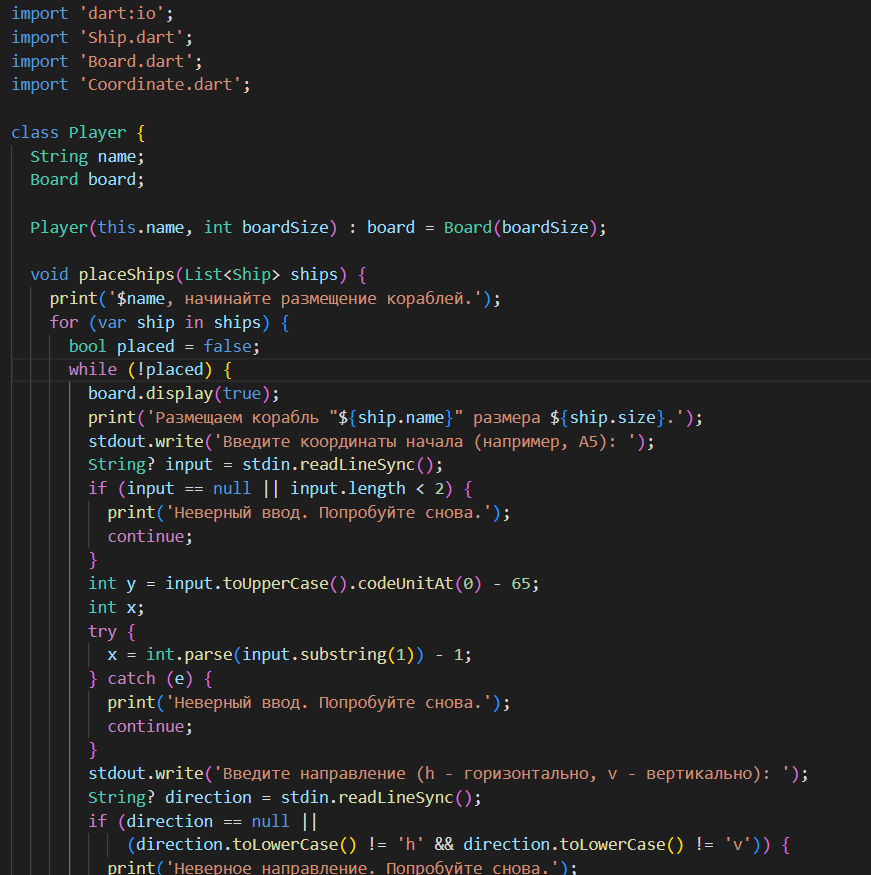 import 'dart:io';
import 'Ship.dart';
import 'Board.dart';
import 'Coordinate.dart';

class Player {
  String name;
  Board board;

  Player(this.name, int boardSize) : board = Board(boardSize);

  void placeShips(List<Ship> ships) {
    print('$name, начинайте размещение кораблей.');
    for (var ship in ships) {
      bool placed = false;
      while (!placed) {
        board.display(true);
        print('Размещаем корабль "${ship.name}" размера ${ship.size}.');
        stdout.write('Введите координаты начала (например, A5): ');
        String? input = stdin.readLineSync();
        if (input == null || input.length < 2) {
          print('Неверный ввод. Попробуйте снова.');
          continue;
        }
        int y = input.toUpperCase().codeUnitAt(0) - 65;
        int x;
        try {
          x = int.parse(input.substring(1)) - 1;
        } catch (e) {
          print('Неверный ввод. Попробуйте снова.');
          continue;
        }
        stdout.write('Введите направление (h - горизонтально, v - вертикально): ');
        String? direction = stdin.readLineSync();
        if (direction == null ||
            (direction.toLowerCase() != 'h' && direction.toLowerCase() != 'v')) {
          print('Неверное направление. Попробуйте снова.');